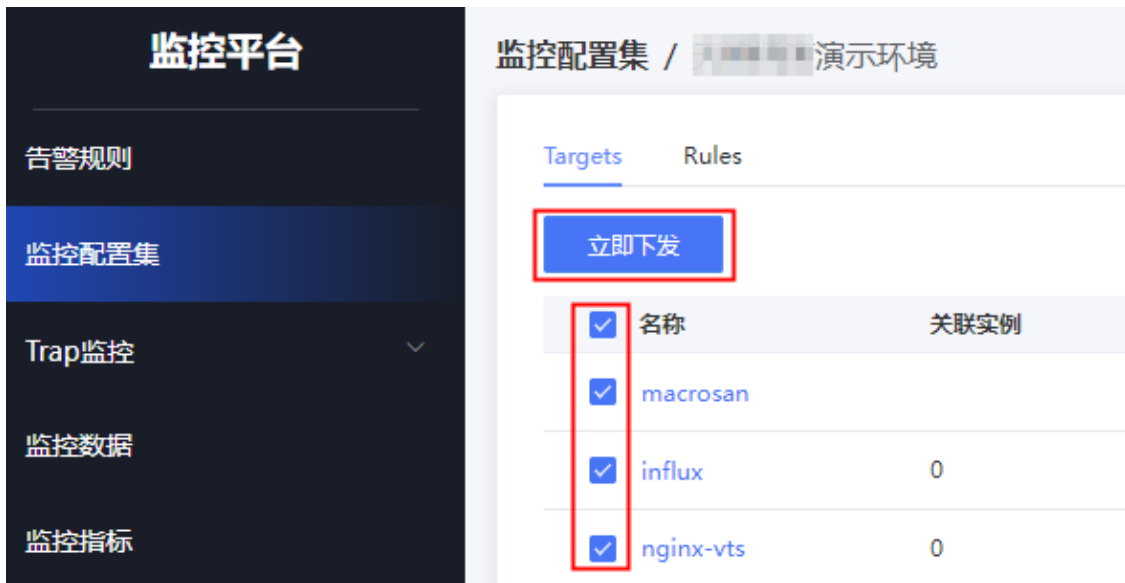 监控平台
告警规则
监控配置集
Trap监控
监控数据
监控指标
监控配置集 / 演示环境
Targets Rules
立即下发
名称 关联实例
macrosan
influx 0
nginx-vts 0